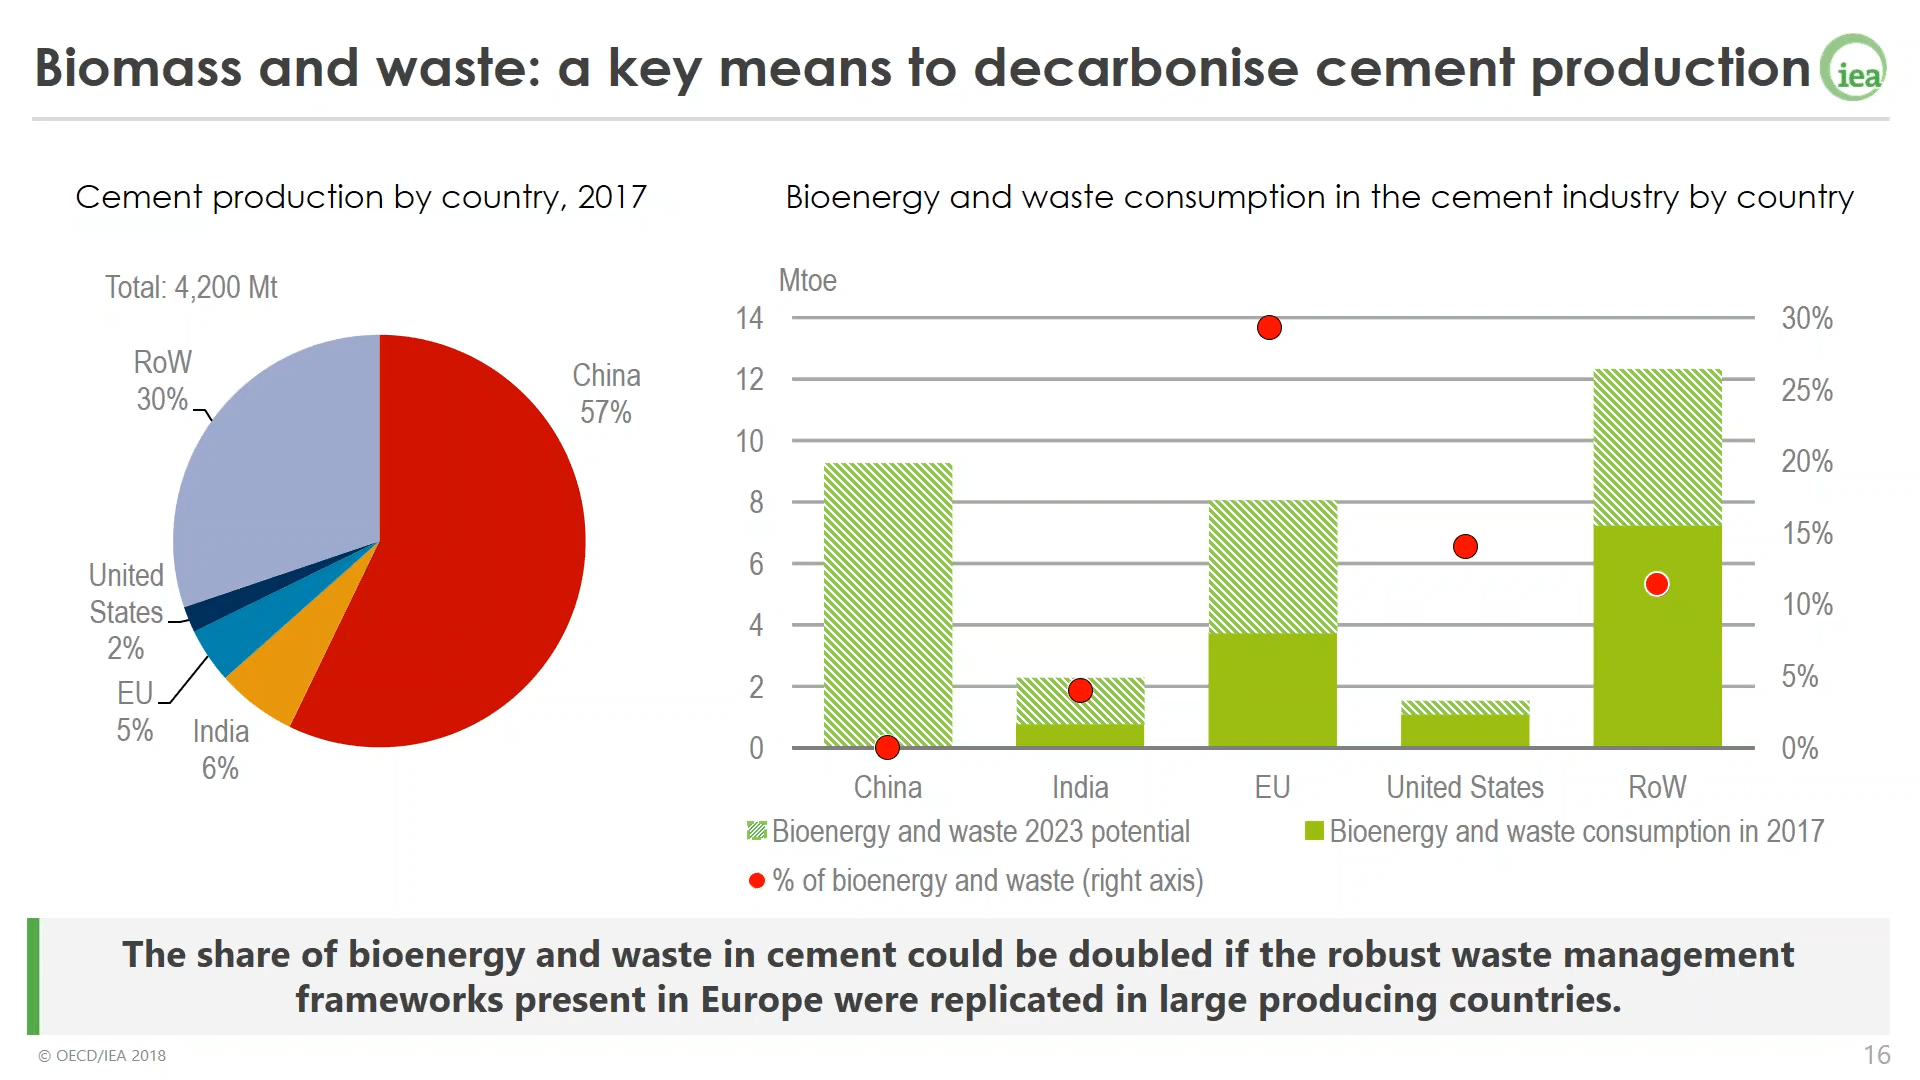 Biomass and waste: a key means to decarbonise cement production
iea
Cement production by country, 2017
Total: 4,200 Mt
RoW
30%
China
57%
United
States
2%
EU
5%
India
6%
Bioenergy and waste consumption in the cement industry by country
Mtoe
14
12
10
8
6
4
2
0
30%
25%
20%
15%
10%
5%
0%
China
India
EU
United States
RoW
Bioenergy and waste 2023 potential
Bioenergy and waste consumption in 2017
% of bioenergy and waste (right axis)
The share of bioenergy and waste in cement could be doubled if the robust waste management
frameworks present in Europe were replicated in large producing countries.
© OECD/IEA 2018
16